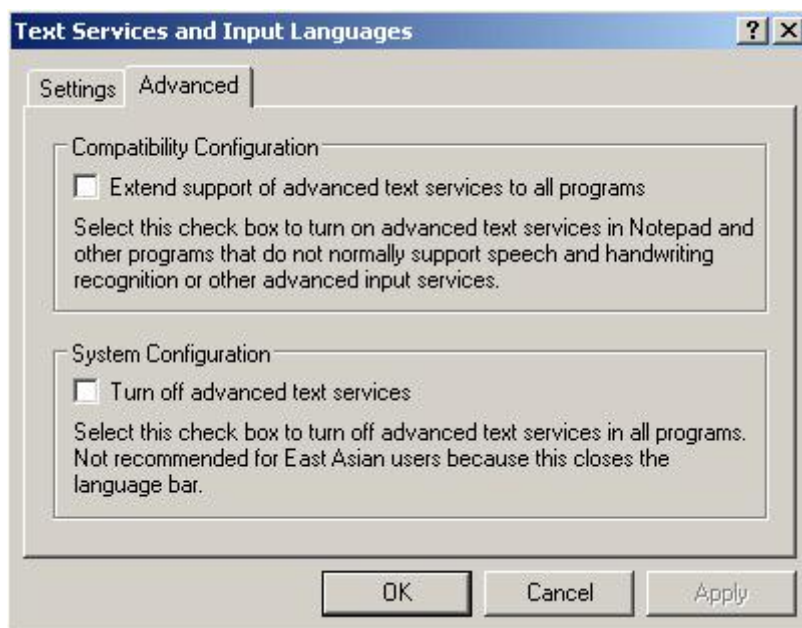 Text Services and Input Languages
Settings Advanced
Compatibility Configuration
Extend support of advanced text services to all programs
Select this check box to turn on advanced text services in Notepad and
other programs that do not normally support speech and handwriting
recognition or other advanced input services.
System Configuration
Turn off advanced text services
Select this check box to turn off advanced text services in all programs.
Not recommended for East Asian users because this closes the
language bar.
OK Cancel Apply